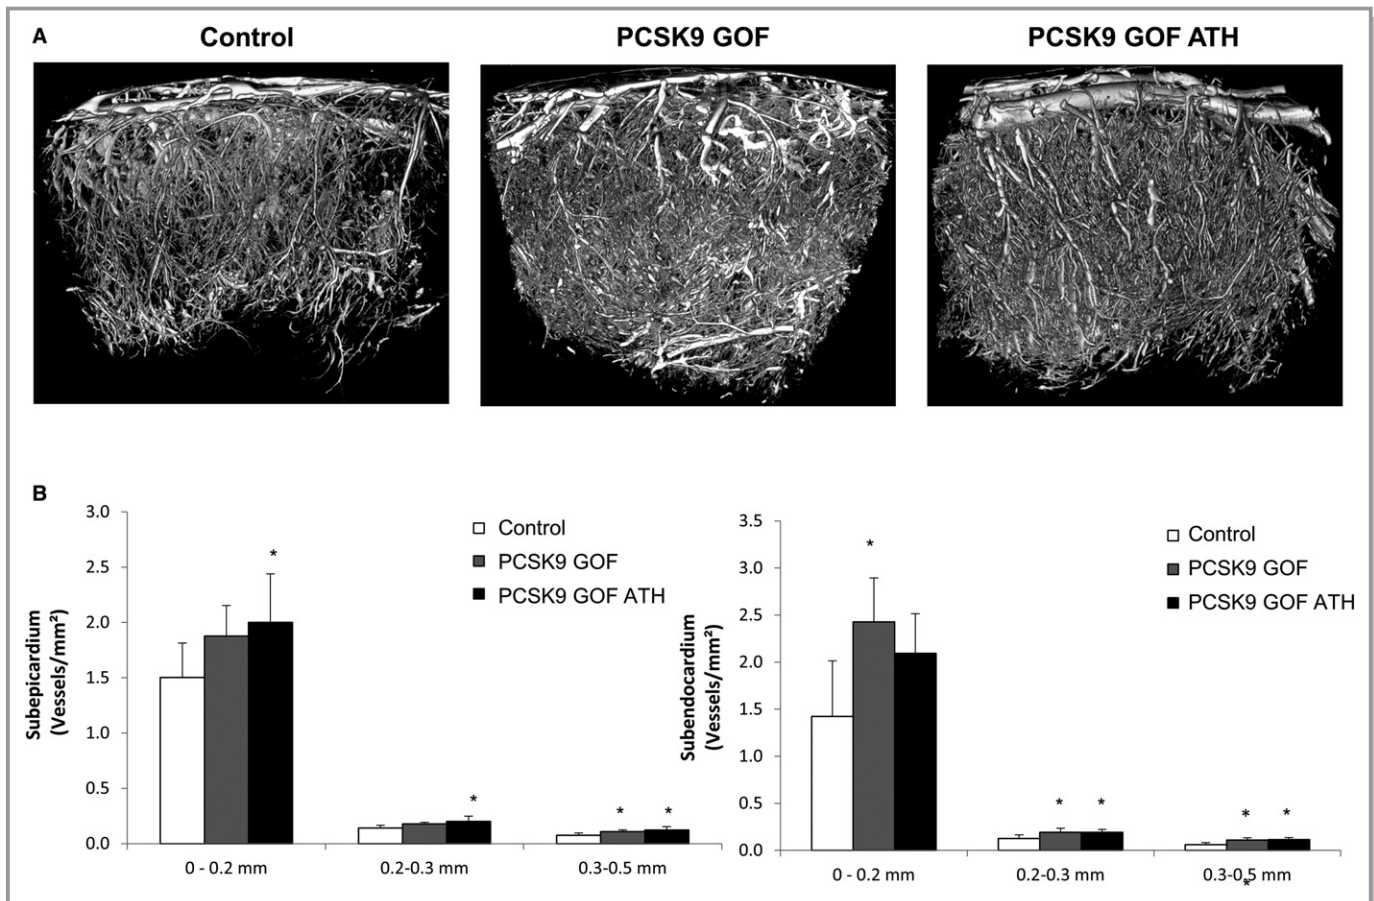 A
Control
PCSK9 GOF
PCSK9 GOF ATH
B
Subepicardium
(Vessels/mm²)
3.0
2.5
2.0
1.5
1.0
0.5
0.0
*
*
*
*
Control
PCSK9 GOF
PCSK9 GOF ATH
0 - 0.2 mm
0.2-0.3 mm
0.3-0.5 mm
Subendocardium
(Vessels/mm²)
3.5
3.0
2.5
2.0
1.5
1.0
0.5
0.0
*
*
*
*
*
Control
PCSK9 GOF
PCSK9 GOF ATH
0 - 0.2 mm
0.2-0.3 mm
0.3-0.5 mm
*